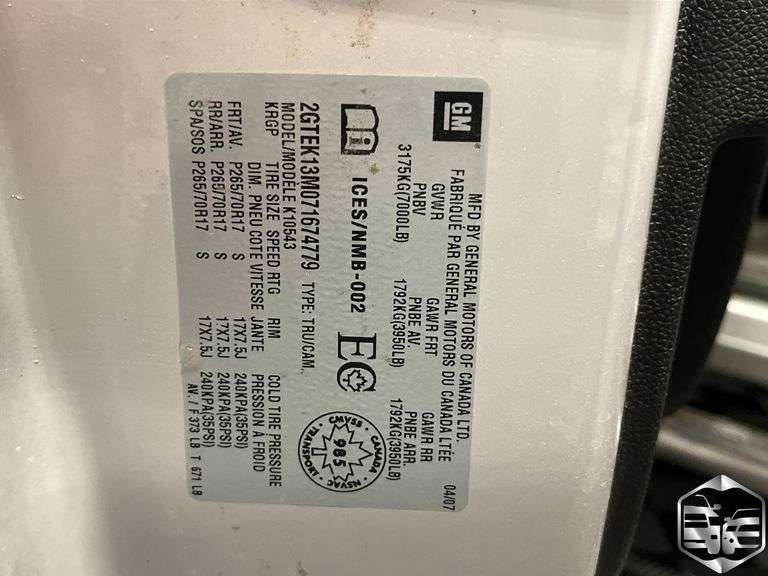 GM
MFD BY GENERAL MOTORS OF CANADA LTD.
FABRIQUÉ PAR GENERAL MOTORS DU CANADA LTÉE
04/07
GVWR GAWR FRT GAWR RR
PNBV PNBE AV. PNBE ARR.
3175KG(7000LB) 1792KG(3950LB) 1792KG(3950LB)
ICES/NMB-002
CANADA
CMVSS
NSVAC
TRANSPORT
985
2GTEK13M071674779 TYPE: TRU/CAM.
MODEL/MODÈLE K10543
KRGP TIRE SIZE SPEED RTG RIM COLD TIRE PRESSURE
DIM. PNEU COTE VITESSE JANTE PRESSION À FROID
FRT/AV. P265/70R17 S 17X7.5J 240KPA(35PSI)
RR/ARR. P265/70R17 S 17X7.5J 240KPA(35PSI)
SPA/SOS P265/70R17 S 17X7.5J 240KPA(35PSI)
AV / F 373 LB T 671 LB